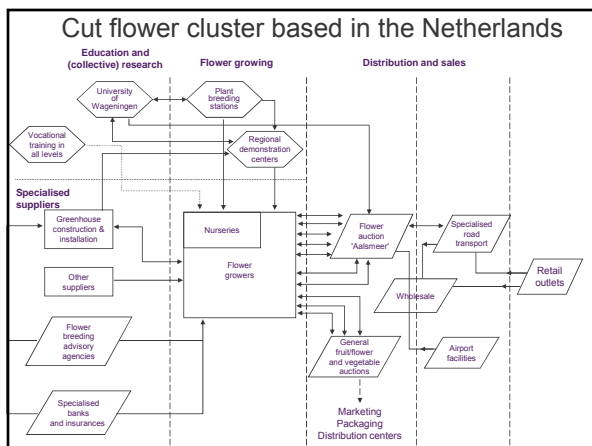 Cut flower cluster based in the Netherlands
Education and
(collective) research
Flower growing
Distribution and sales
University of
Wageningen
Plant
breeding
stations
Vocational
training in
all levels
Regional
demonstration
centers
Specialised
suppliers
Greenhouse
construction &
installation
Nurseries
Flower
growers
Flower
auction
'Aalsmeer'
Specialised
road
transport
Other
suppliers
Wholesale
Retail
outlets
Flower
breeding
advisory
agencies
General
fruit/flower
and vegetable
auctions
Airport
facilities
Specialised
banks
and insurances
Marketing
Packaging
Distribution centers